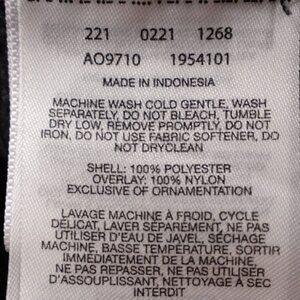 221 0221 1268
AO9710 1954101
MADE IN INDONESIA
MACHINE WASH COLD GENTLE, WASH
SEPARATELY, DO NOT BLEACH, TUMBLE
DRY LOW, REMOVE PROMPTLY, DO NOT
IRON, DO NOT USE FABRIC SOFTENER, DO
NOT DRYCLEAN
SHELL: 100% POLYESTER
OVERLAY: 100% NYLON
EXCLUSIVE OF ORNAMENTATION
LAVAGE MACHINE À FROID, CYCLE
DÉLICAT, LAVER SÉPARÉMENT, NE PAS
UTILISER D'EAU DE JAVEL, SÉCHAGE
MACHINE, BASSE TEMPÉRATURE, SORTIR
IMMÉDIATEMENT DE LA MACHINE
NE PAS REPASSER, NE PAS UTILISER
D'ASSOUPLISSANT, NETTOYAGE À SEC
INTERDIT